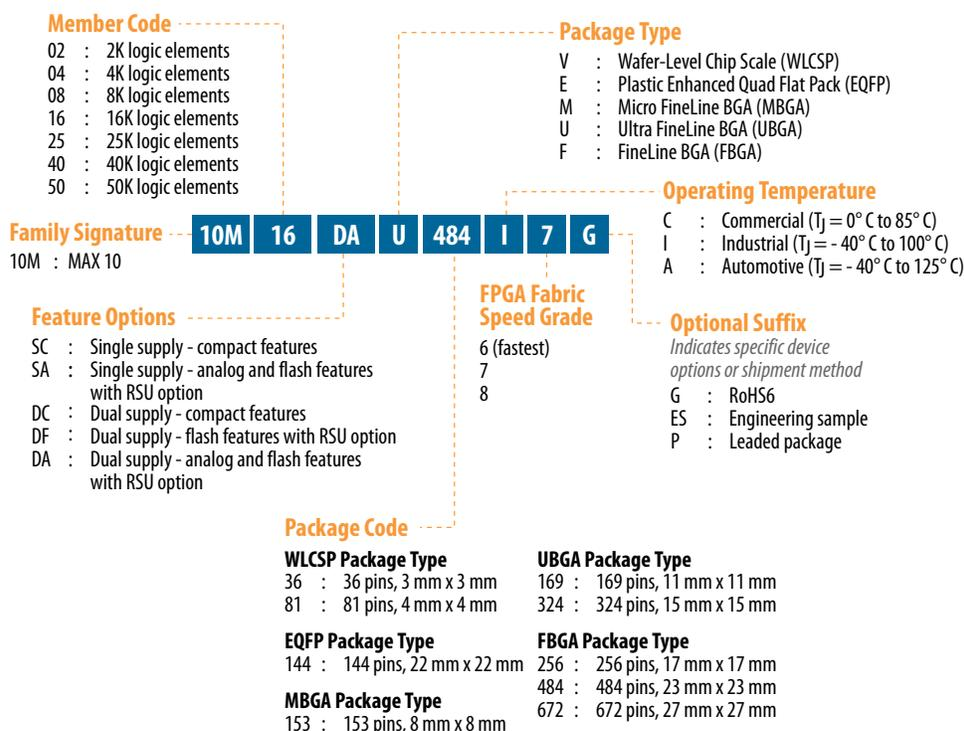 Member Code
02 : 2K logic elements
04 : 4K logic elements
08 : 8K logic elements
16 : 16K logic elements
25 : 25K logic elements
40 : 40K logic elements
50 : 50K logic elements
Package Type
V : Wafer-Level Chip Scale (WLCSP)
E : Plastic Enhanced Quad Flat Pack (EQFP)
M : Micro FineLine BGA (MBGA)
U : Ultra FineLine BGA (UBGA)
F : FineLine BGA (FBGA)
Operating Temperature
C : Commercial (TJ = 0° C to 85° C)
I : Industrial (TJ = - 40° C to 100° C)
A : Automotive (TJ = - 40° C to 125° C)
Family Signature
10M : MAX 10
10M 16 DA U 484 I 7 G
Feature Options
SC : Single supply - compact features
SA : Single supply - analog and flash features
with RSU option
DC : Dual supply - compact features
DF : Dual supply - flash features with RSU option
DA : Dual supply - analog and flash features
with RSU option
FPGA Fabric
Speed Grade
6 (fastest)
7
8
Optional Suffix
Indicates specific device
options or shipment method
G : RoHS6
ES : Engineering sample
P : Leaded package
Package Code
WLCSP Package Type
36 : 36 pins, 3 mm x 3 mm
81 : 81 pins, 4 mm x 4 mm
EQFP Package Type
144 : 144 pins, 22 mm x 22 mm
MBGA Package Type
153 : 153 pins, 8 mm x 8 mm
UBGA Package Type
169 : 169 pins, 11 mm x 11 mm
324 : 324 pins, 15 mm x 15 mm
FBGA Package Type
256 : 256 pins, 17 mm x 17 mm
484 : 484 pins, 23 mm x 23 mm
672 : 672 pins, 27 mm x 27 mm